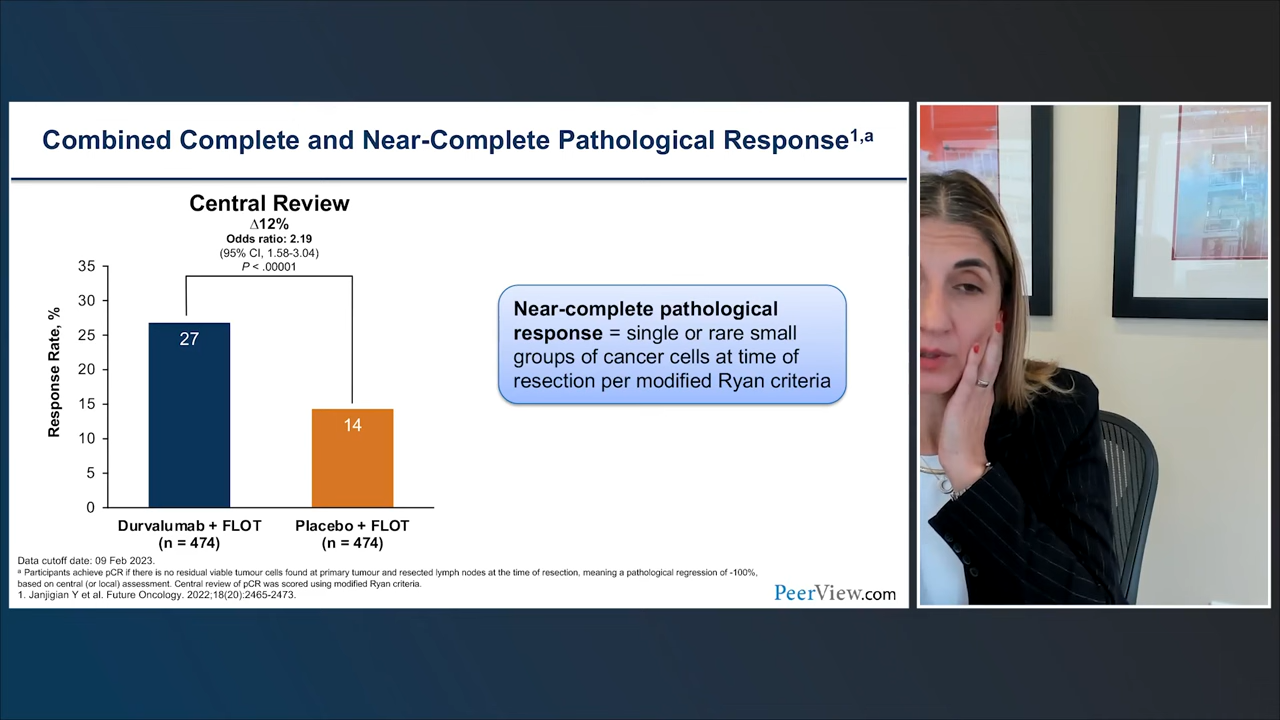 Combined Complete and Near-Complete Pathological Response1,a
Central Review
∆12%
Odds ratio: 2.19
(95% CI, 1.58-3.04)
P < .00001
Response Rate, %
35
30
25
20
15
10
5
0
27
14
Durvalumab + FLOT
(n = 474)
Placebo + FLOT
(n = 474)
Near-complete pathological
response = single or rare small
groups of cancer cells at time of
resection per modified Ryan criteria
Data cutoff date: 09 Feb 2023.
a Participants achieve pCR if there is no residual viable tumour cells found at primary tumour and resected lymph nodes at the time of resection, meaning a pathological regression of -100%,
based on central (or local) assessment. Central review of pCR was scored using modified Ryan criteria.
1. Janjigian Y et al. Future Oncology. 2022;18(20):2465-2473.
PeerView.com